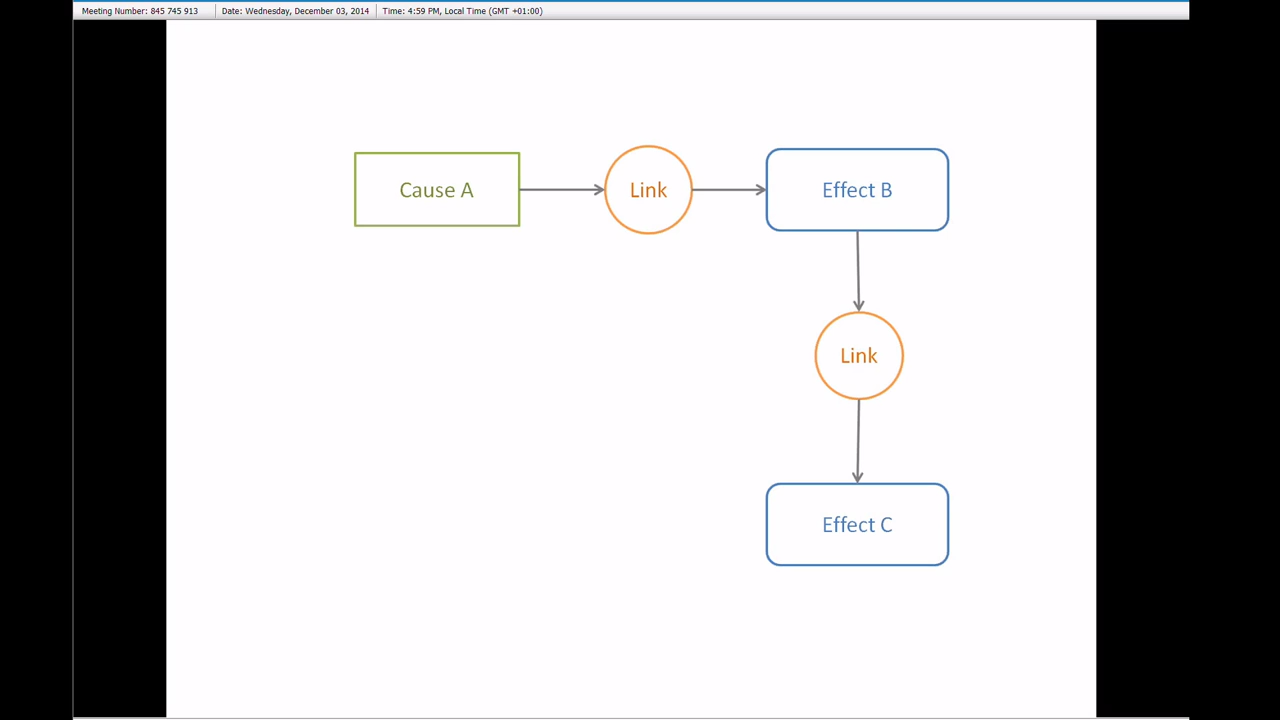 Meeting Number: 845 745 913 Date: Wednesday, December 03, 2014 Time: 4:59 PM, Local Time (GMT +01:00)
Cause A Link Effect B
Link
Effect C